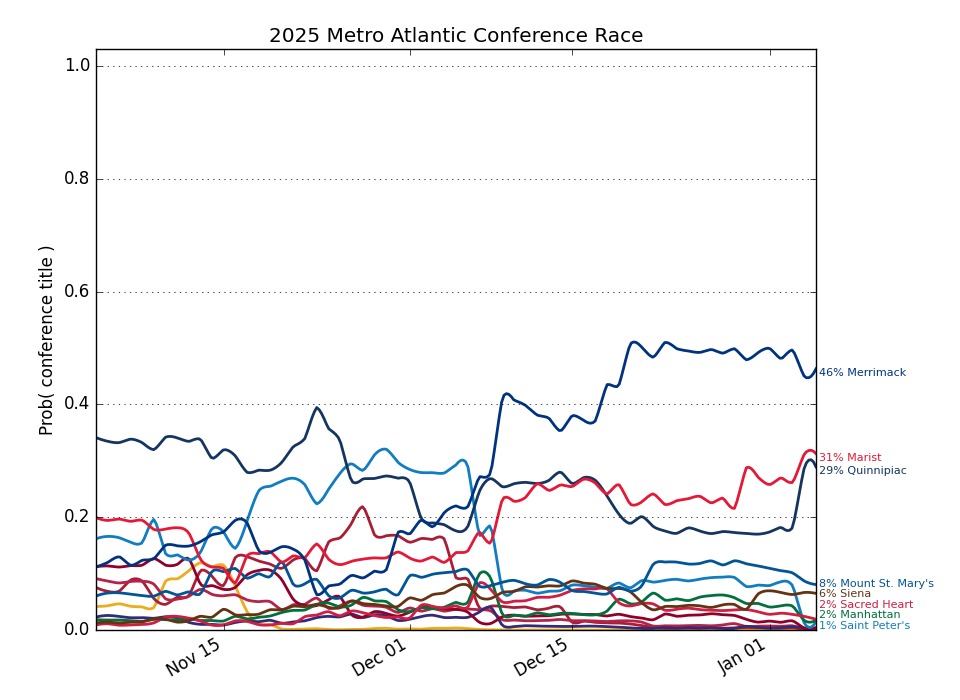 2025 Metro Atlantic Conference Race
Prob( conference title )
1.0
0.8
0.6
0.4
0.2
0.0
46% Merrimack
31% Marist
29% Quinnipiac
8% Mount St. Mary's
6% Siena
2% Sacred Heart
2% Manhattan
1% Saint Peter's
Nov 15
Dec 01
Dec 15
Jan 01